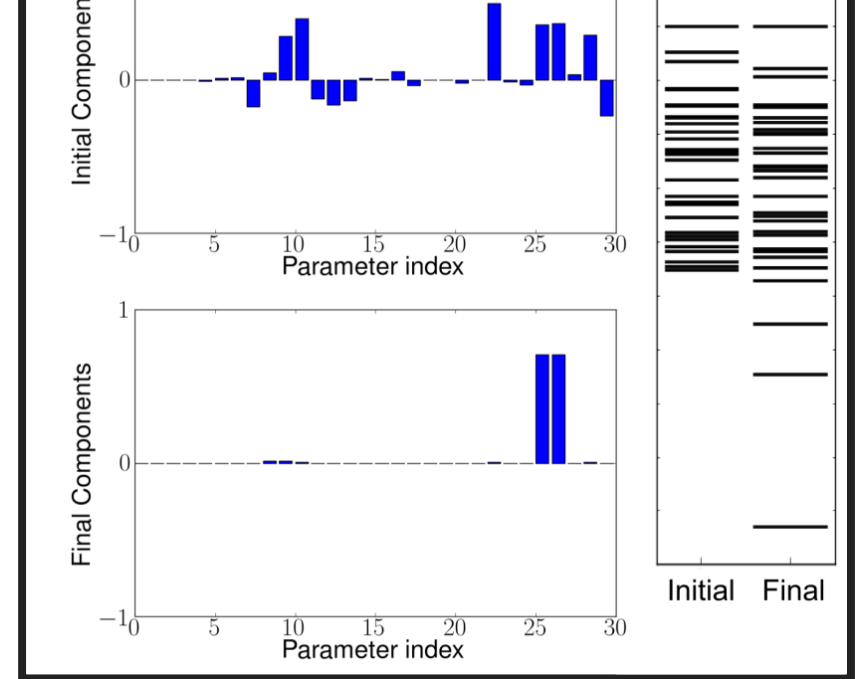 Initial Componen
0
−1
0 5 10 15 20 25 30
Parameter index
1
Final Components
0
−1
0 5 10 15 20 25 30
Parameter index
Initial Final